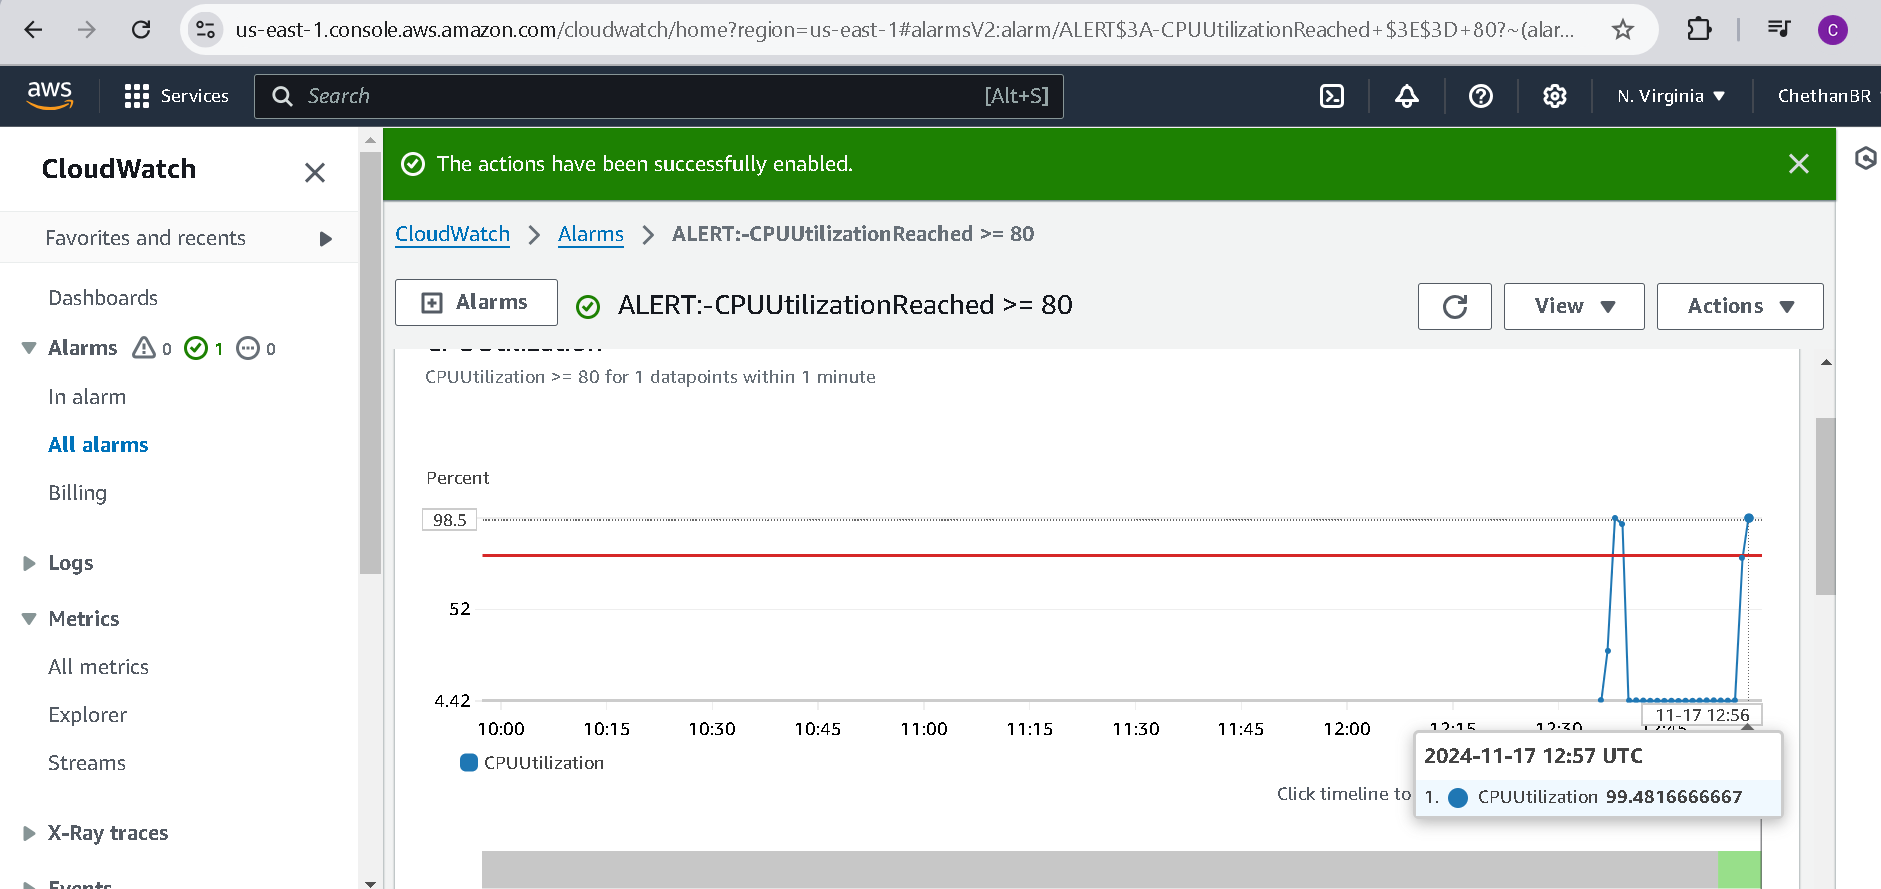 us-east-1.console.aws.amazon.com/cloudwatch/home?region=us-east-1#alarmsV2:alarm/ALERT$3A-CPUUtilizationReached+$3E$3D+80?~(alar...
C
aws
Services
Search
[Alt+S]
N. Virginia
ChethanBR
CloudWatch
The actions have been successfully enabled.
Favorites and recents
CloudWatch
Alarms
ALERT:-CPUUtilizationReached >= 80
Dashboards
Alarms
0
1
0
In alarm
All alarms
Billing
Logs
Metrics
All metrics
Explorer
Streams
X-Ray traces
Events
Alarms
ALERT:-CPUUtilizationReached >= 80
View
Actions
CPUUtilization
CPUUtilization >= 80 for 1 datapoints within 1 minute
Percent
98.5
52
4.42
10:00
10:15
10:30
10:45
11:00
11:15
11:30
11:45
12:00
12:15
12:30
12:45
11-17 12:56
CPUUtilization
Click timeline to
2024-11-17 12:57 UTC
1. CPUUtilization 99.4816666667